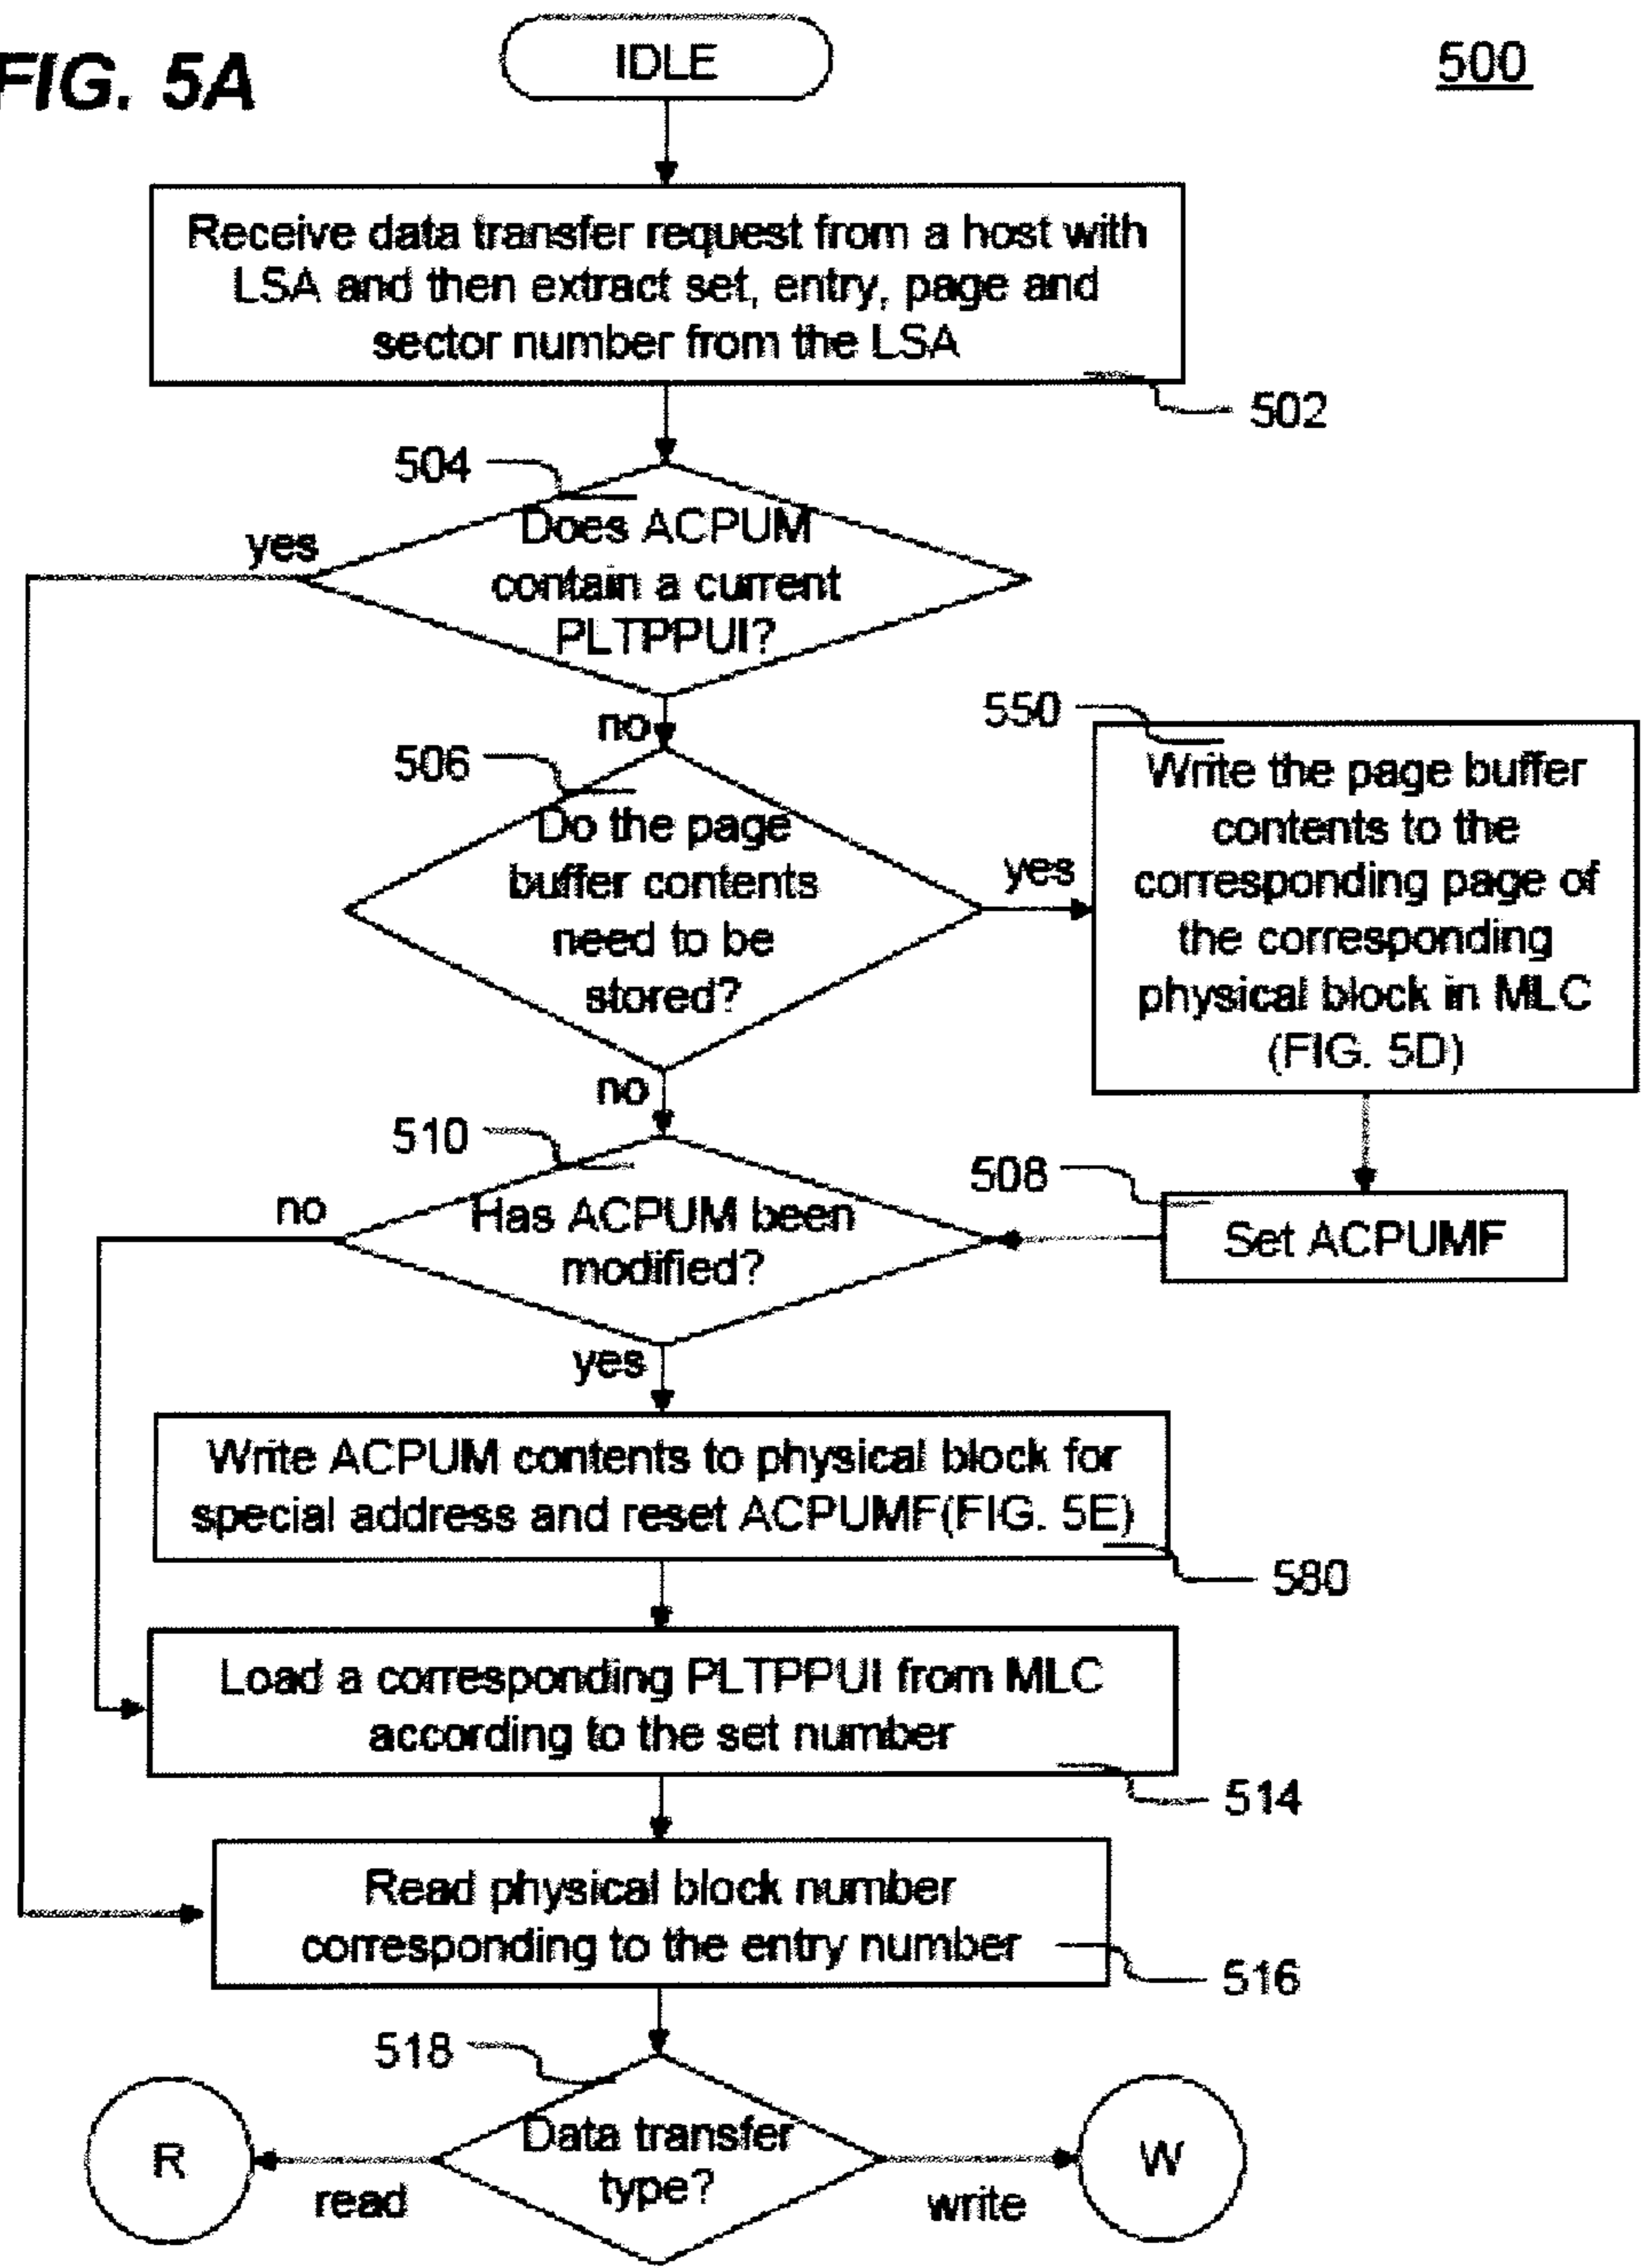 FIG. 5A
IDLE
500
Receive data transfer request from a host with
LSA and then extract set, entry, page and
sector number from the LSA
502
504
Does ACPUM
contain a current
PLTPPUI?
yes
no
506
Do the page
buffer contents
need to be
stored?
yes
no
550
Write the page buffer
contents to the
corresponding page of
the corresponding
physical block in MLC
(FIG. 5D)
508
Set ACPUMF
510
Has ACPUM been
modified?
no
yes
Write ACPUM contents to physical block for
special address and reset ACPUMF(FIG. 5E)
580
Load a corresponding PLTPPUI from MLC
according to the set number
514
Read physical block number
corresponding to the entry number
516
518
Data transfer
type?
read
write
R
W